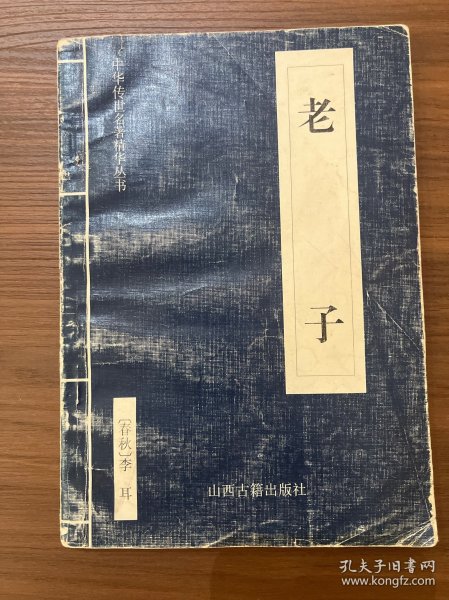 中华传世名著精华丛书
老子
〔春秋〕李耳
山西古籍出版社
孔夫子旧书网
www.kongfz.com